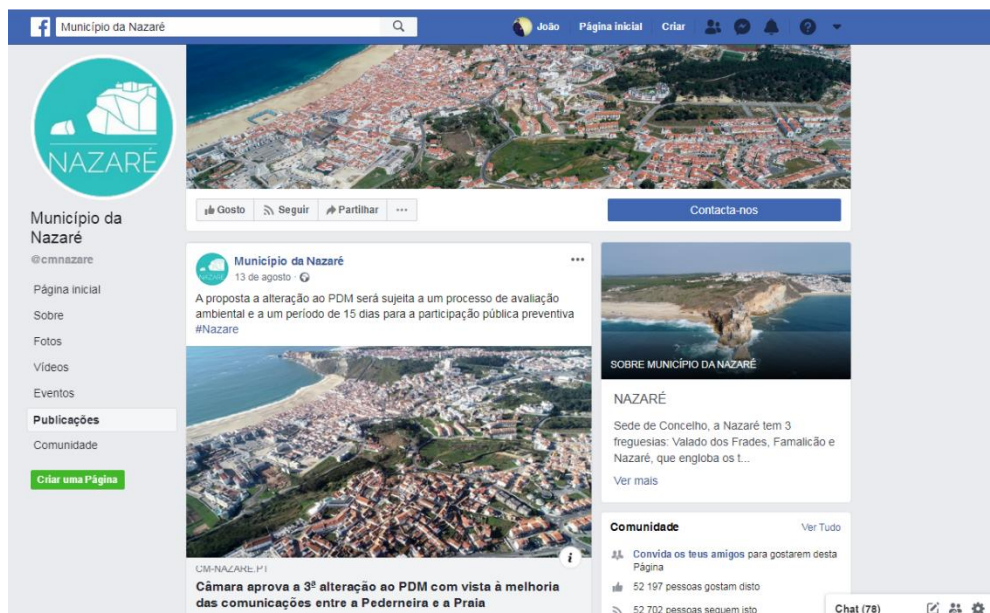 Município da Nazaré
João
Página inicial
Criar
NAZARÉ
Município da
Nazaré
@cmnazare
Página inicial
Sobre
Fotos
Vídeos
Eventos
Publicações
Comunidade
Criar uma Página
Gosto
Seguir
Partilhar
Contacta-nos
Município da Nazaré
13 de agosto
A proposta a alteração ao PDM será sujeita a um processo de avaliação
ambiental e a um período de 15 dias para a participação pública preventiva
#Nazare
CM-NAZARE.PT
Câmara aprova a 3ª alteração ao PDM com vista à melhoria
das comunicações entre a Pederneira e a Praia
SOBRE MUNICÍPIO DA NAZARÉ
NAZARÉ
Sede de Concelho, a Nazaré tem 3
freguesias: Valado dos Frades, Famalicão e
Nazaré, que engloba os t...
Ver mais
Comunidade
Ver Tudo
Convida os teus amigos para gostarem desta
Página
52 197 pessoas gostam disto
52 702 pessoas seguem isto
Chat (78)